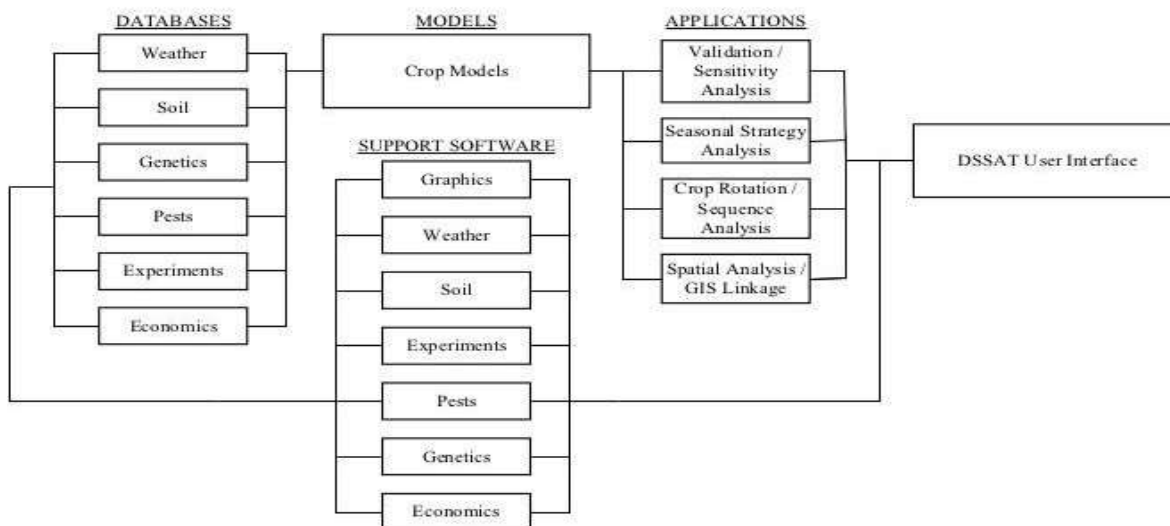 DATABASES
Weather
Soil
Genetics
Pests
Experiments
Economics
MODELS
Crop Models
SUPPORT SOFTWARE
Graphics
Weather
Soil
Experiments
Pests
Genetics
Economics
APPLICATIONS
Validation /
Sensitivity
Analysis
Seasonal Strategy
Analysis
Crop Rotation /
Sequence
Analysis
Spatial Analysis /
GIS Linkage
DSSAT User Interface